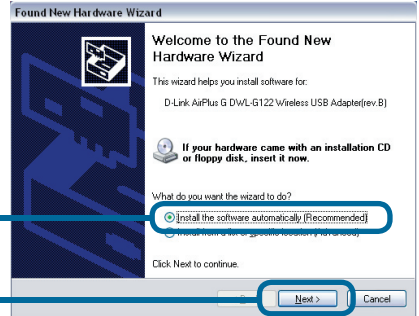 Found New Hardware Wizard
Welcome to the Found New
Hardware Wizard
This wizard helps you install software for:
D-Link AirPlus G DWL-G122 Wireless USB Adapter(rev.B)
If your hardware came with an installation CD
or floppy disk, insert it now.
What do you want the wizard to do?
Install the software automatically (Recommended)
Install from a list or specific location (Advanced)
Click Next to continue.
Next >
Cancel